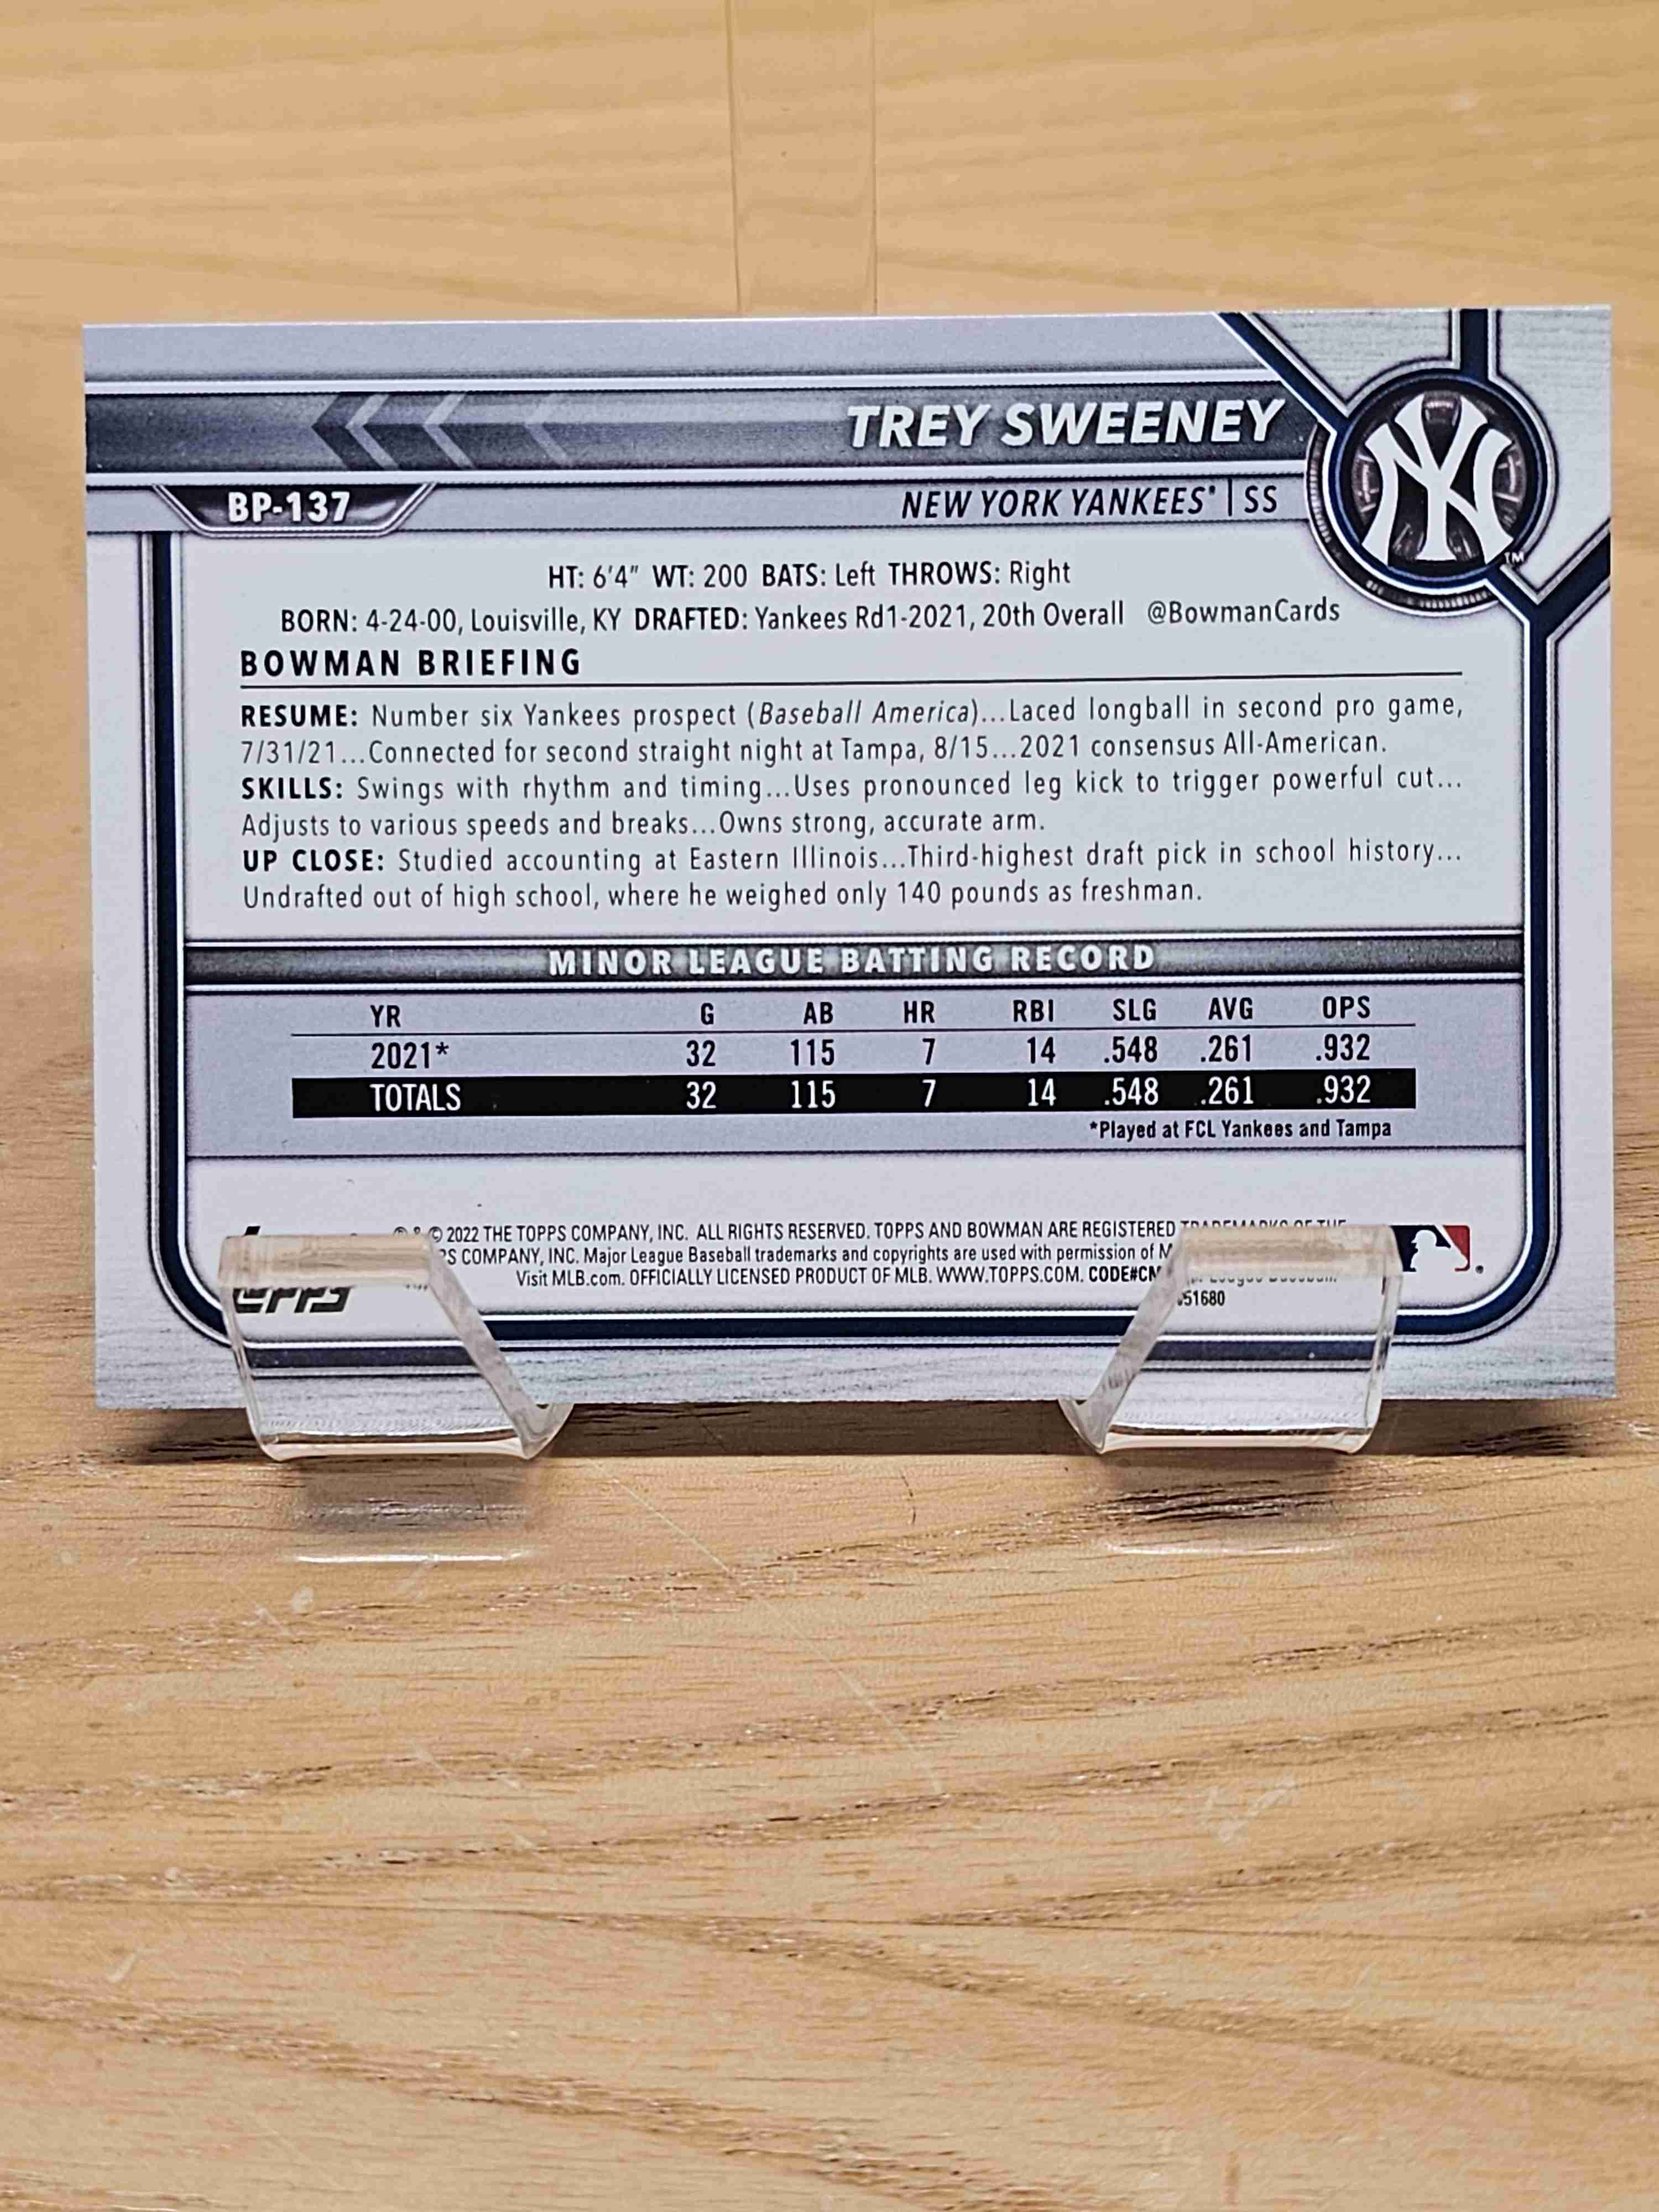 TREY SWEENEY
BP-137
NEW YORK YANKEES® | SS
NY
TM
HT: 6'4" WT: 200 BATS: Left THROWS: Right
BORN: 4-24-00, Louisville, KY DRAFTED: Yankees Rd1-2021, 20th Overall @BowmanCards
BOWMAN BRIEFING
RESUME: Number six Yankees prospect (Baseball America)...Laced longball in second pro game,
7/31/21...Connected for second straight night at Tampa, 8/15...2021 consensus All-American.
SKILLS: Swings with rhythm and timing...Uses pronounced leg kick to trigger powerful cut...
Adjusts to various speeds and breaks...Owns strong, accurate arm.
UP CLOSE: Studied accounting at Eastern Illinois...Third-highest draft pick in school history...
Undrafted out of high school, where he weighed only 140 pounds as freshman.
MINOR LEAGUE BATTING RECORD
YR G AB HR RBI SLG AVG OPS
2021* 32 115 7 14 .548 .261 .932
TOTALS 32 115 7 14 .548 .261 .932
*Played at FCL Yankees and Tampa
© 2022 THE TOPPS COMPANY, INC. ALL RIGHTS RESERVED. TOPPS AND BOWMAN ARE REGISTERED TRADEMARKS OF THE
COMPANY, INC. Major League Baseball trademarks and copyrights are used with permission of
Visit MLB.com. OFFICIALLY LICENSED PRODUCT OF MLB. WWW.TOPPS.COM. CODE#CM
51680